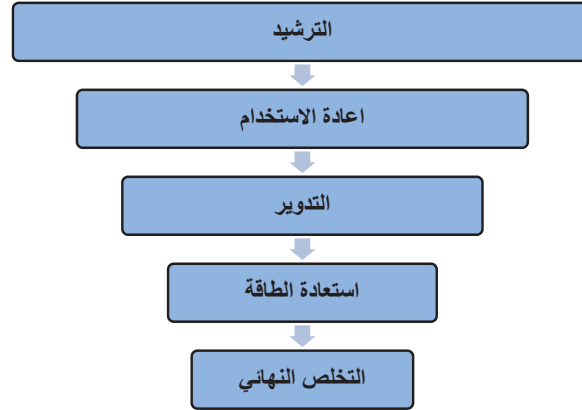 الترشيد
اعادة الاستخدام
التدوير
استعادة الطاقة
التخلص النهائي